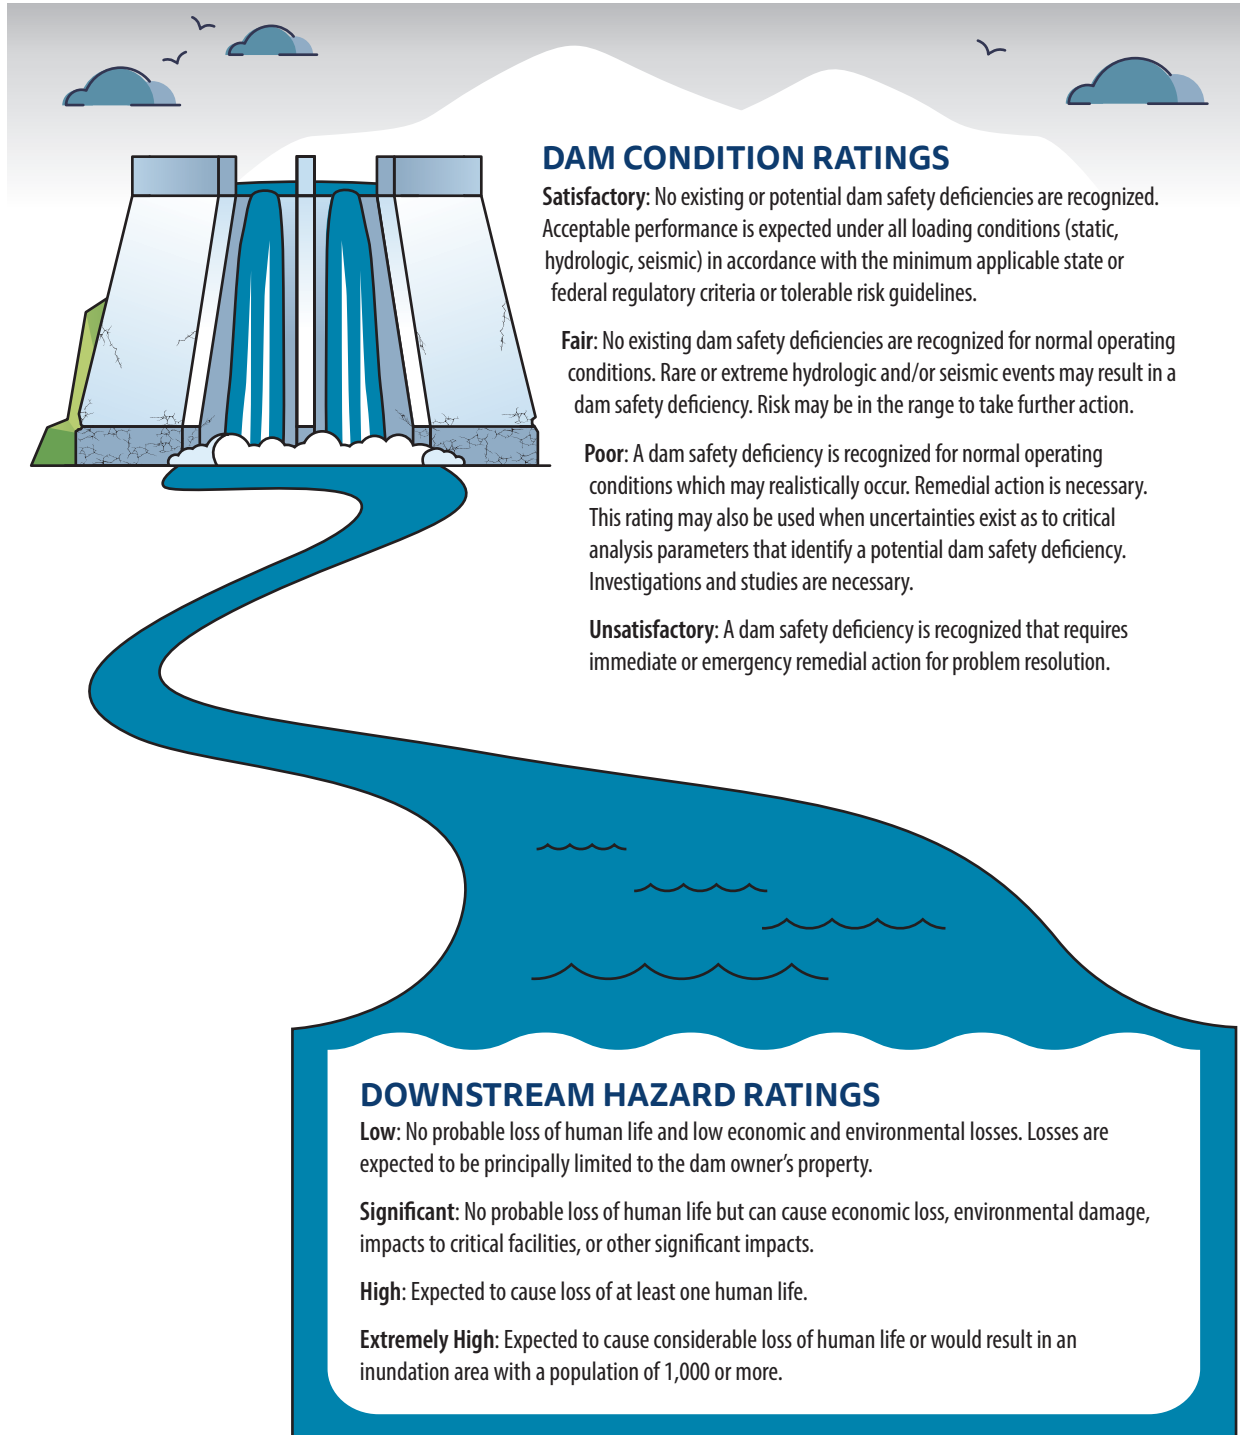 DAM CONDITION RATINGS
Satisfactory: No existing or potential dam safety deficiencies are recognized.
Acceptable performance is expected under all loading conditions (static,
hydrologic, seismic) in accordance with the minimum applicable state or
federal regulatory criteria or tolerable risk guidelines.
Fair: No existing dam safety deficiencies are recognized for normal operating
conditions. Rare or extreme hydrologic and/or seismic events may result in a
dam safety deficiency. Risk may be in the range to take further action.
Poor: A dam safety deficiency is recognized for normal operating
conditions which may realistically occur. Remedial action is necessary.
This rating may also be used when uncertainties exist as to critical
analysis parameters that identify a potential dam safety deficiency.
Investigations and studies are necessary.
Unsatisfactory: A dam safety deficiency is recognized that requires
immediate or emergency remedial action for problem resolution.
DOWNSTREAM HAZARD RATINGS
Low: No probable loss of human life and low economic and environmental losses. Losses are
expected to be principally limited to the dam owner’s property.
Significant: No probable loss of human life but can cause economic loss, environmental damage,
impacts to critical facilities, or other significant impacts.
High: Expected to cause loss of at least one human life.
Extremely High: Expected to cause considerable loss of human life or would result in an
inundation area with a population of 1,000 or more.